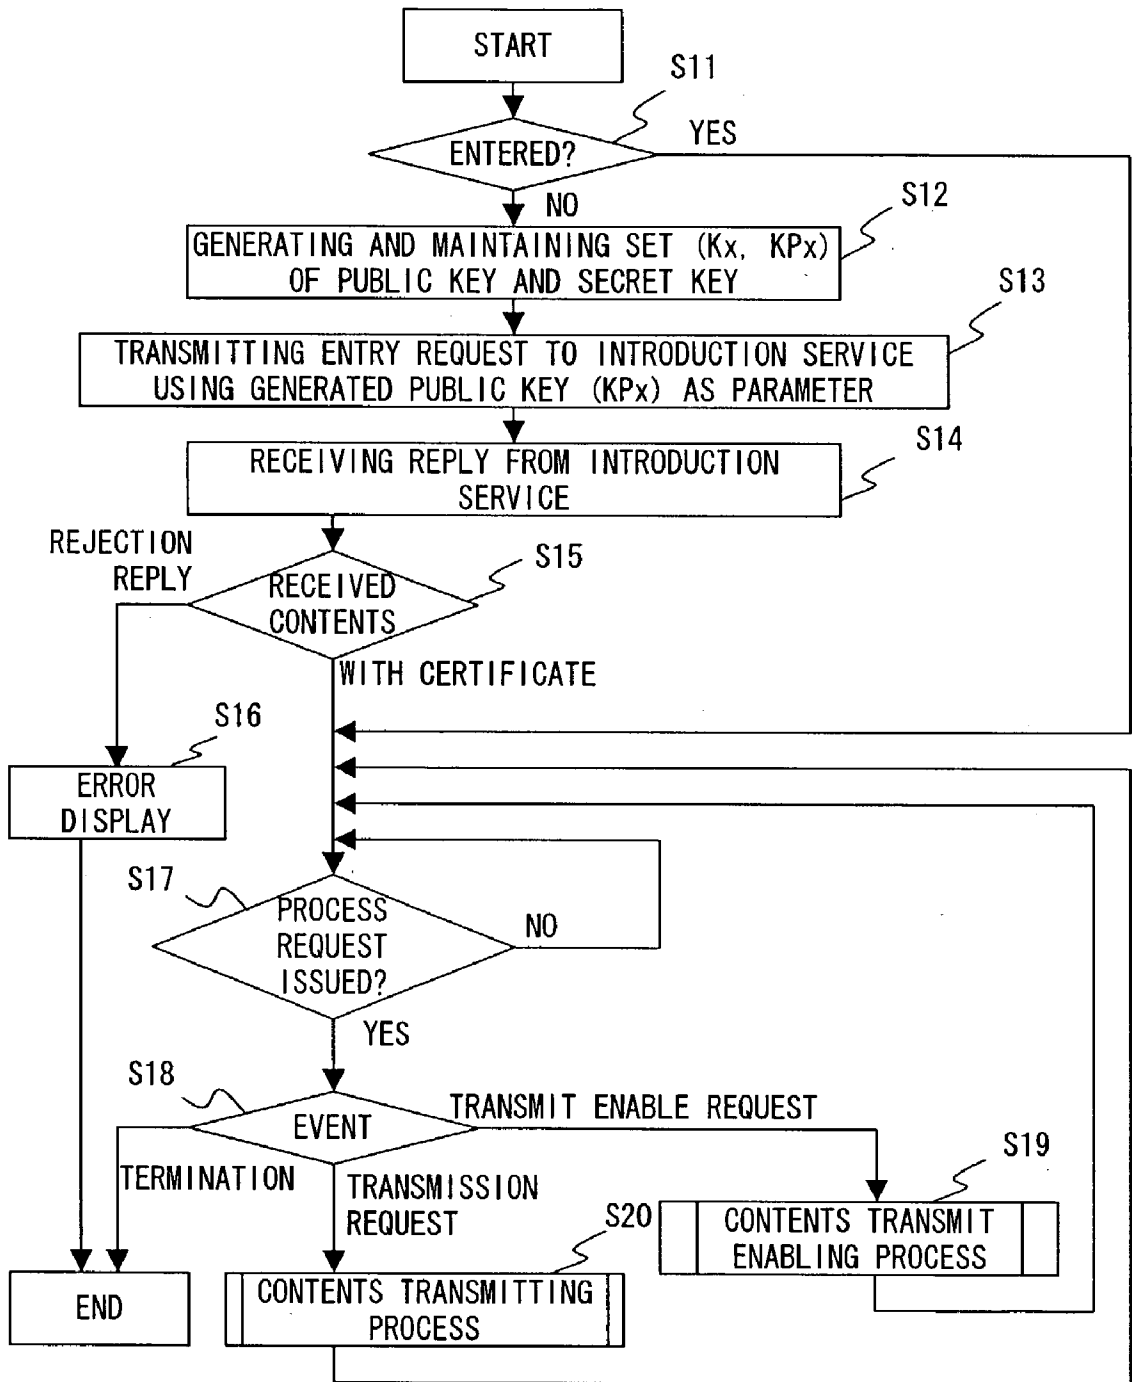 START
S11
ENTERED?
YES
NO
S12
GENERATING AND MAINTAINING SET (Kx, KPx)
OF PUBLIC KEY AND SECRET KEY
S13
TRANSMITTING ENTRY REQUEST TO INTRODUCTION SERVICE
USING GENERATED PUBLIC KEY (KPx) AS PARAMETER
S14
RECEIVING REPLY FROM INTRODUCTION
SERVICE
REJECTION
REPLY
S15
RECEIVED
CONTENTS
WITH CERTIFICATE
S16
ERROR
DISPLAY
S17
PROCESS
REQUEST
ISSUED?
NO
YES
S18
EVENT
TRANSMIT ENABLE REQUEST
TERMINATION
TRANSMISSION
REQUEST
S19
CONTENTS TRANSMIT
ENABLING PROCESS
S20
CONTENTS TRANSMITTING
PROCESS
END